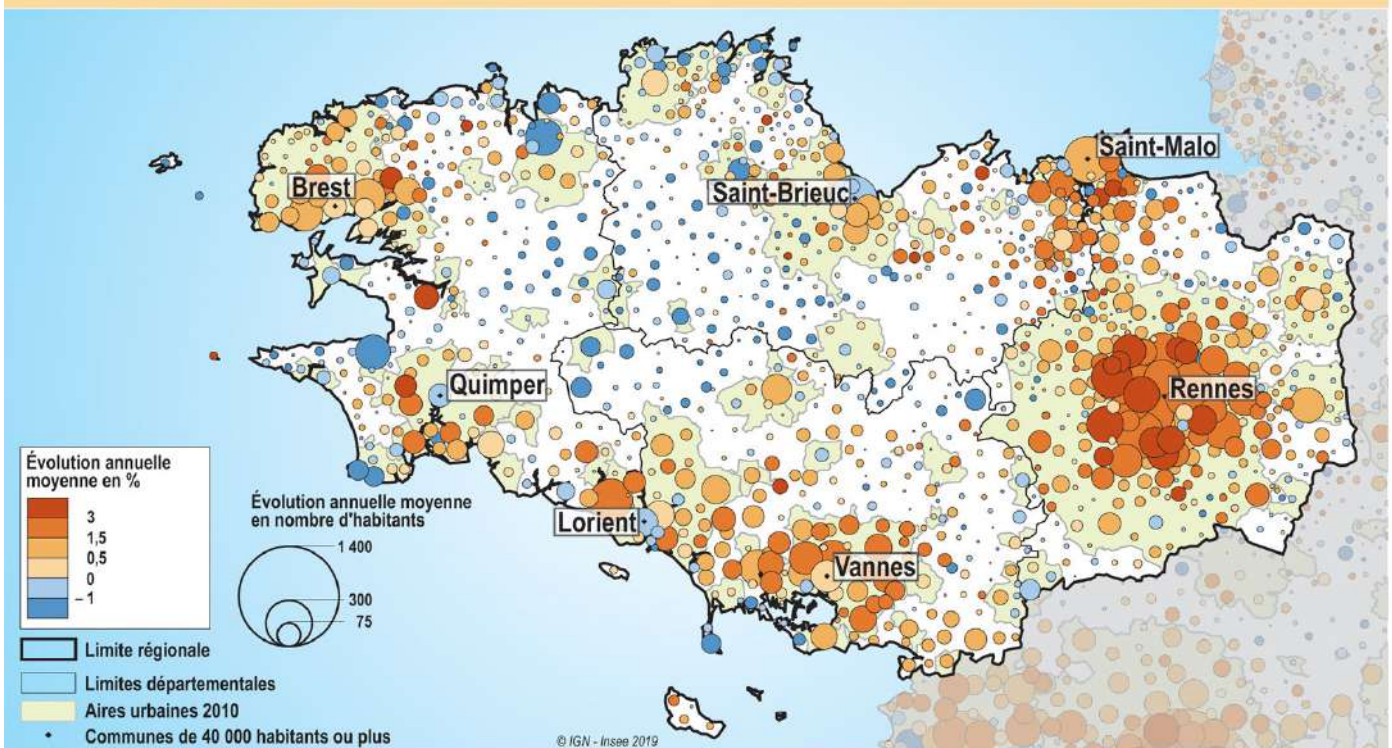 Saint-Malo
Brest
Saint-Brieuc
Quimper
Rennes
Lorient
Vannes
Évolution annuelle
moyenne en %
3
1,5
0,5
0
– 1
Évolution annuelle moyenne
en nombre d'habitants
1 400
300
75
Limite régionale
Limites départementales
Aires urbaines 2010
Communes de 40 000 habitants ou plus
© IGN - Insee 2019